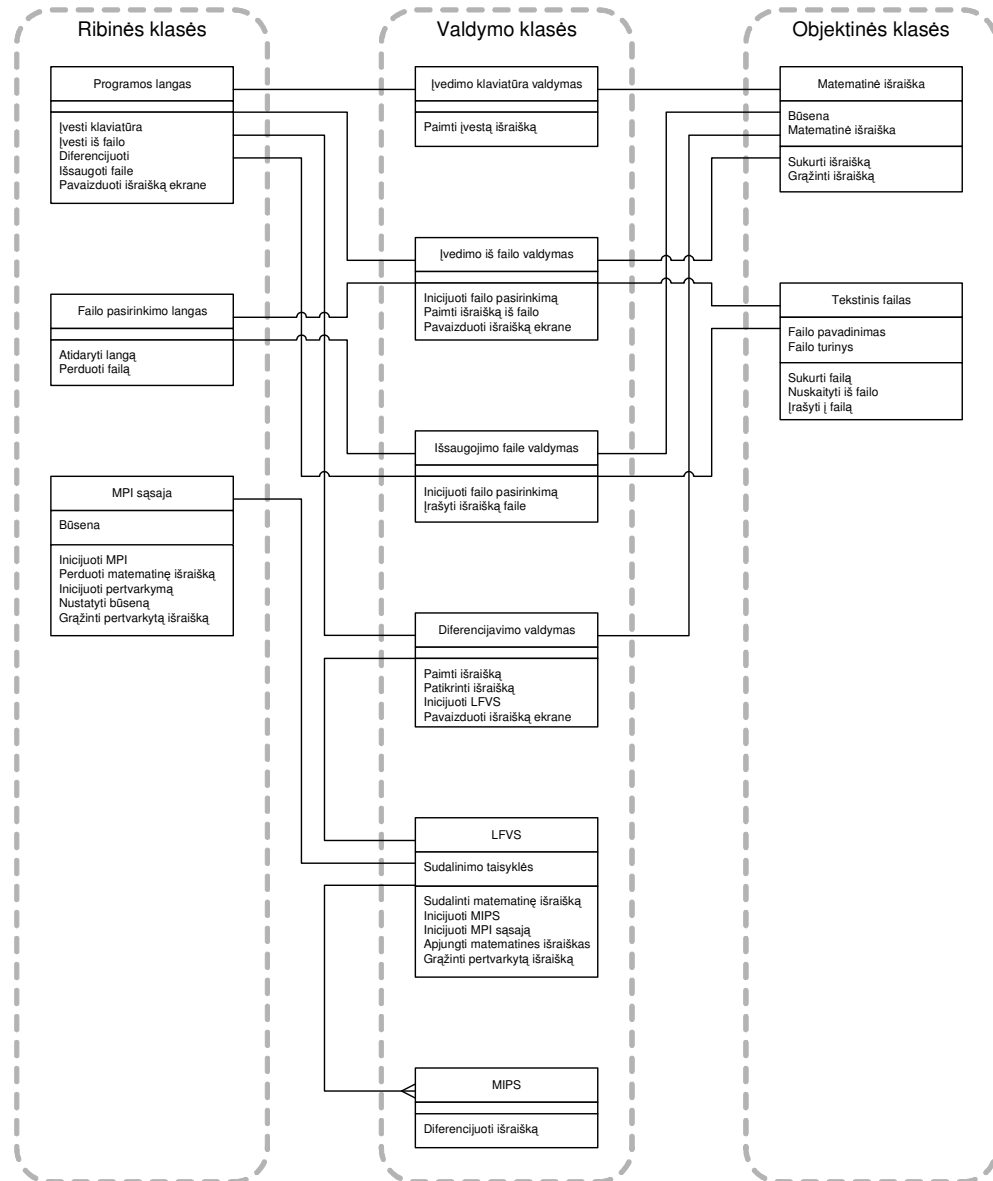 Ribinės klasės
Programos langas
Įvesti klaviatūra
Įvesti iš failo
Diferencijuoti
Išsaugoti faile
Pavaizduoti išraišką ekrane
Failo pasirinkimo langas
Atidaryti langą
Perduoti failą
MPI sąsaja
Būsena
Inicijuoti MPI
Perduoti matematinę išraišką
Inicijuoti pertvarkymą
Nustatyti būseną
Grąžinti pertvarkytą išraišką
Valdymo klasės
Įvedimo klaviatūra valdymas
Paimti įvestą išraišką
Įvedimo iš failo valdymas
Inicijuoti failo pasirinkimą
Paimti išraišką iš failo
Pavaizduoti išraišką ekrane
Išsaugojimo faile valdymas
Inicijuoti failo pasirinkimą
Įrašyti išraišką faile
Diferencijavimo valdymas
Paimti išraišką
Patikrinti išraišką
Inicijuoti LFVS
Pavaizduoti išraišką ekrane
LFVS
Sudalinimo taisyklės
Sudalinti matematinę išraišką
Inicijuoti MIPS
Inicijuoti MPI sąsają
Apjungti matematines išraiškas
Grąžinti pertvarkytą išraišką
MIPS
Diferencijuoti išraišką
Objektinės klasės
Matematinė išraiška
Būsena
Matematinė išraiška
Sukurti išraišką
Grąžinti išraišką
Tekstinis failas
Failo pavadinimas
Failo turinys
Sukurti failą
Nuskaityti iš failo
Įrašyti į failą